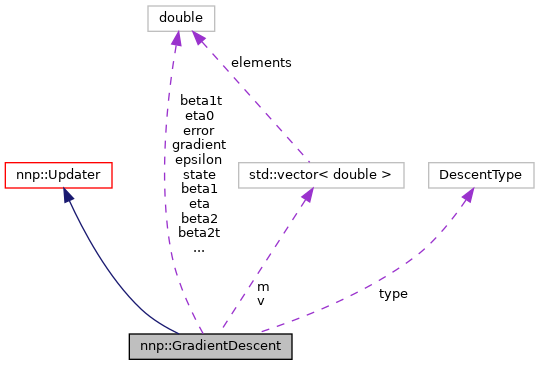 double
elements
beta1t
eta0
error
gradient
epsilon
state
beta1
eta
beta2
beta2t
...
nnp::Updater
std::vector< double >
DescentType
m
v
type
nnp::GradientDescent